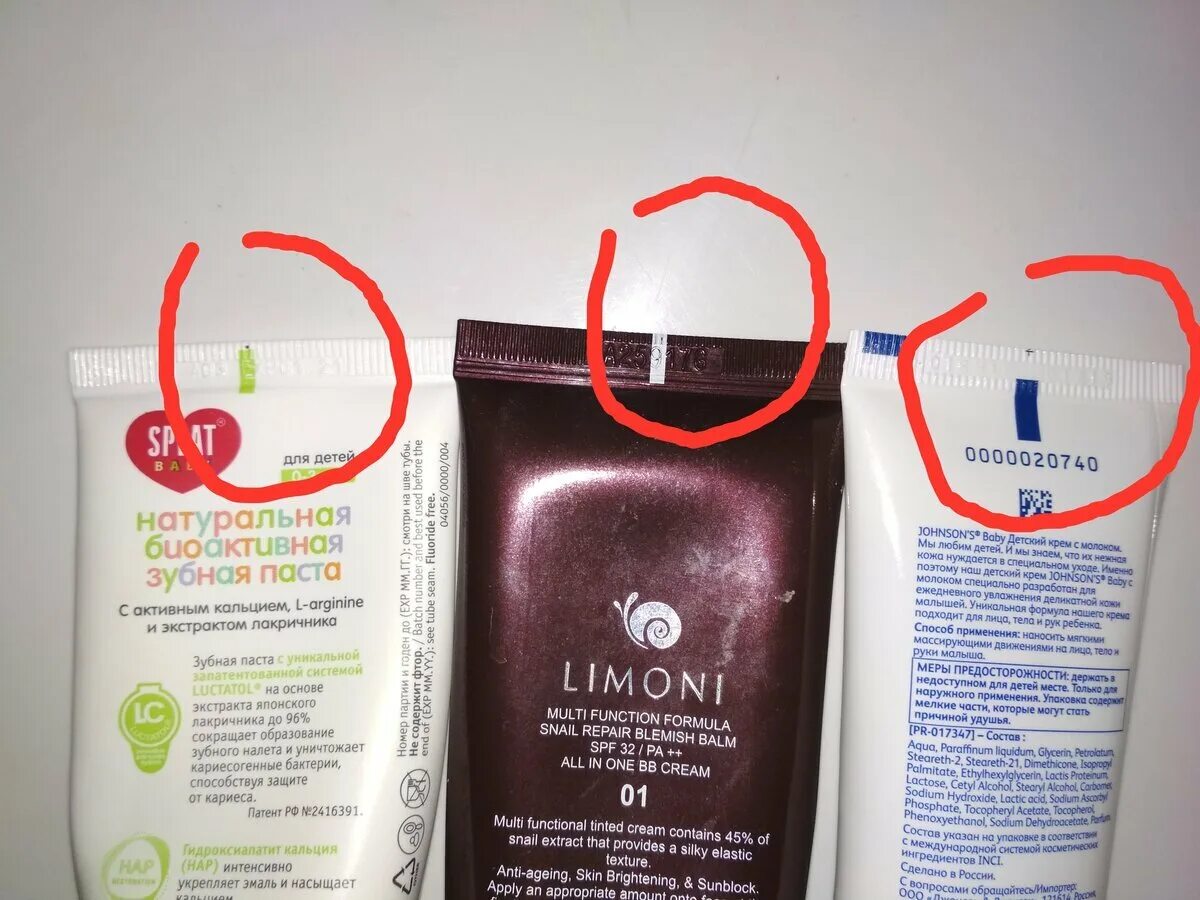 SPLAT
BABY
для детей
0-3
натуральная
биоактивная
зубная паста
С активным кальцием, L-arginine
и экстрактом лакричника
Зубная паста с уникальной
запатентованной системой
LUCTATOL® на основе
экстракта японского
лакричника до 96%
сокращает образование
зубного налета и уничтожает
кариесогенные бактерии,
способствуя защите
от кариеса.
Патент РФ №2416391.
LC
LUCTATOL
HAP
Гидроксиапатит кальция
(HAP) интенсивно
укрепляет эмаль и насыщает
кальцием
Номер партии и годен до (EXP MM.ГГ.): смотри на шве тубы.
Не содержит фтор. / Batch number and best used before the
end of (EXP MM.YY.): see tube seam. Fluoride free.
04056/0000/004
LIMONI
MULTI FUNCTION FORMULA
SNAIL REPAIR BLEMISH BALM
SPF 32 / PA ++
ALL IN ONE BB CREAM
01
Multi functional tinted cream contains 45% of
snail extract that provides a silky elastic
texture.
Anti-ageing, Skin Brightening, & Sunblock.
Apply an appropriate amount onto
0000020740
JOHNSON'S® Baby Детский крем с молоком.
Мы любим детей. И мы знаем, что их нежная
кожа нуждается в специальном уходе. Именно
поэтому наш детский крем JOHNSON'S® Baby с
молоком специально разработан для
ежедневного увлажнения деликатной кожи
малышей. Уникальная формула нашего крема
подходит для лица, тела и рук ребенка.
Способ применения: наносить мягкими
массирующими движениями на лицо, тело и
руки малыша.
МЕРЫ ПРЕДОСТОРОЖНОСТИ: держать в
недоступном для детей месте. Только для
наружного применения. Упаковка содержит
мелкие части, которые могут стать
причиной удушья.
[PR-017347] – Состав:
Aqua, Paraffinum liquidum, Glycerin, Petrolatum,
Steareth-2, Steareth-21, Dimethicone, Isopropyl
Palmitate, Ethylhexylglycerin, Lactis Proteinum,
Lactose, Cetyl Alcohol, Stearyl Alcohol, Carbomer,
Sodium Hydroxide, Lactic acid, Sodium Ascorbyl
Phosphate, Tocopheryl Acetate, Tocopherol,
Phenoxyethanol, Sodium Dehydroacetate, Parfum
Состав указан на упаковке в соответствии
с международной системой косметических
ингредиентов INCI.
Сделано в России.
С вопросами обращайтесь/Импортер: